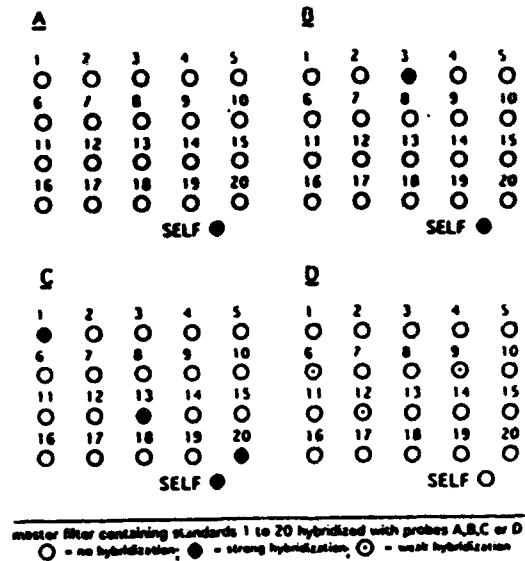 A B
1 2 3 4 5 1 2 3 4 5
6 7 8 9 10 6 7 8 9 10
11 12 13 14 15 11 12 13 14 15
16 17 18 19 20 16 17 18 19 20
SELF SELF
C D
1 2 3 4 5 1 2 3 4 5
6 7 8 9 10 6 7 8 9 10
11 12 13 14 15 11 12 13 14 15
16 17 18 19 20 16 17 18 19 20
SELF SELF
master filter containing standards 1 to 20 hybridized with probes A,B,C or D
= no hybridization; = strong hybridization; = weak hybridization